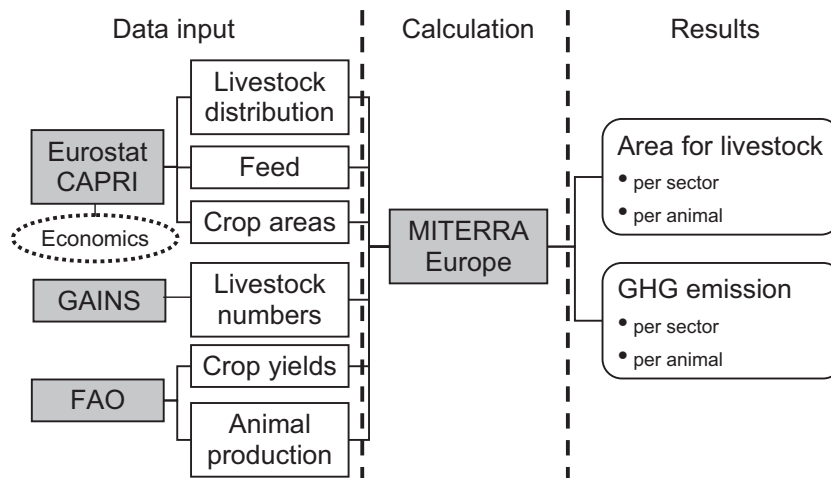 Data input
Calculation
Results
Eurostat
CAPRI
Economics
GAINS
FAO
Livestock
distribution
Feed
Crop areas
Livestock
numbers
Crop yields
Animal
production
MITERRA
Europe
Area for livestock
• per sector
• per animal
GHG emission
• per sector
• per animal